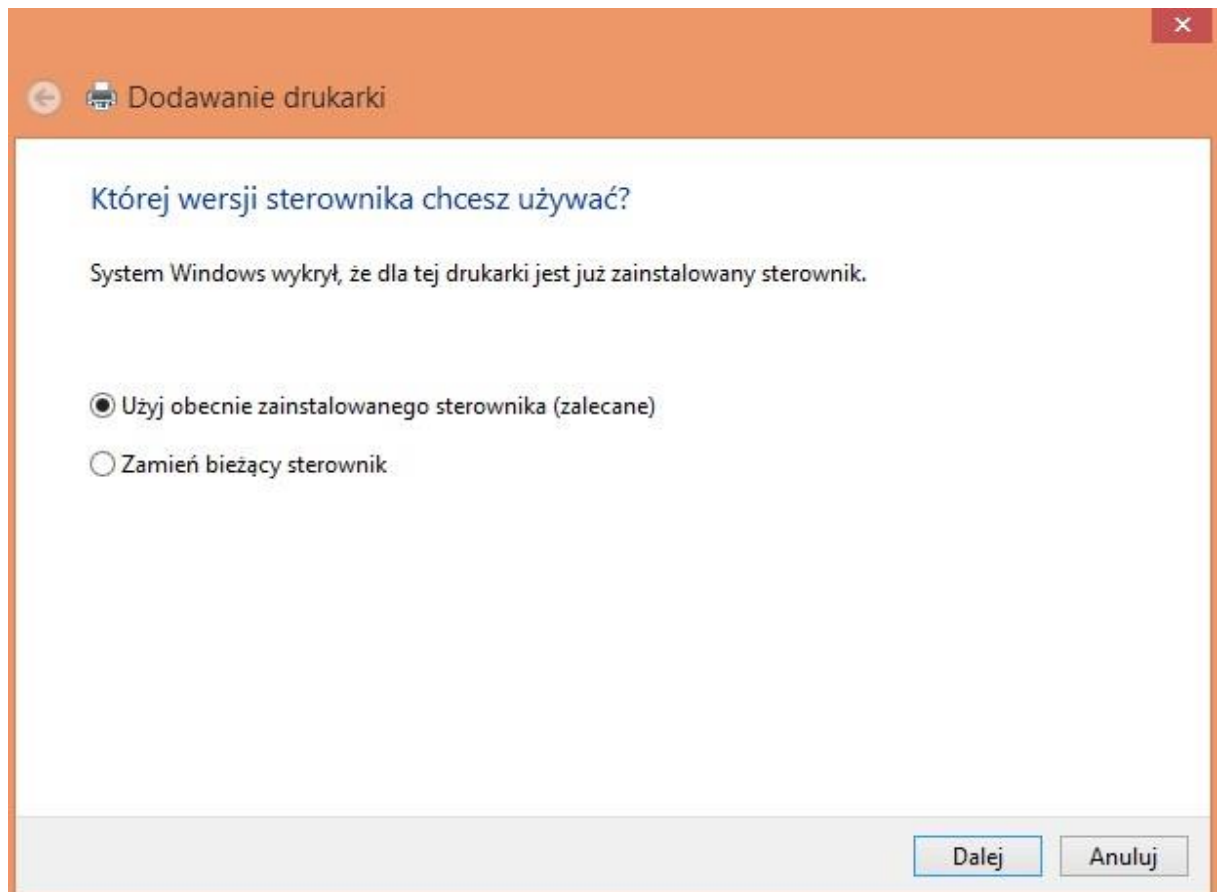 Dodawanie drukarki
Której wersji sterownika chcesz używać?
System Windows wykrył, że dla tej drukarki jest już zainstalowany sterownik.
Użyj obecnie zainstalowanego sterownika (zalecane)
Zamień bieżący sterownik
Dalej Anuluj